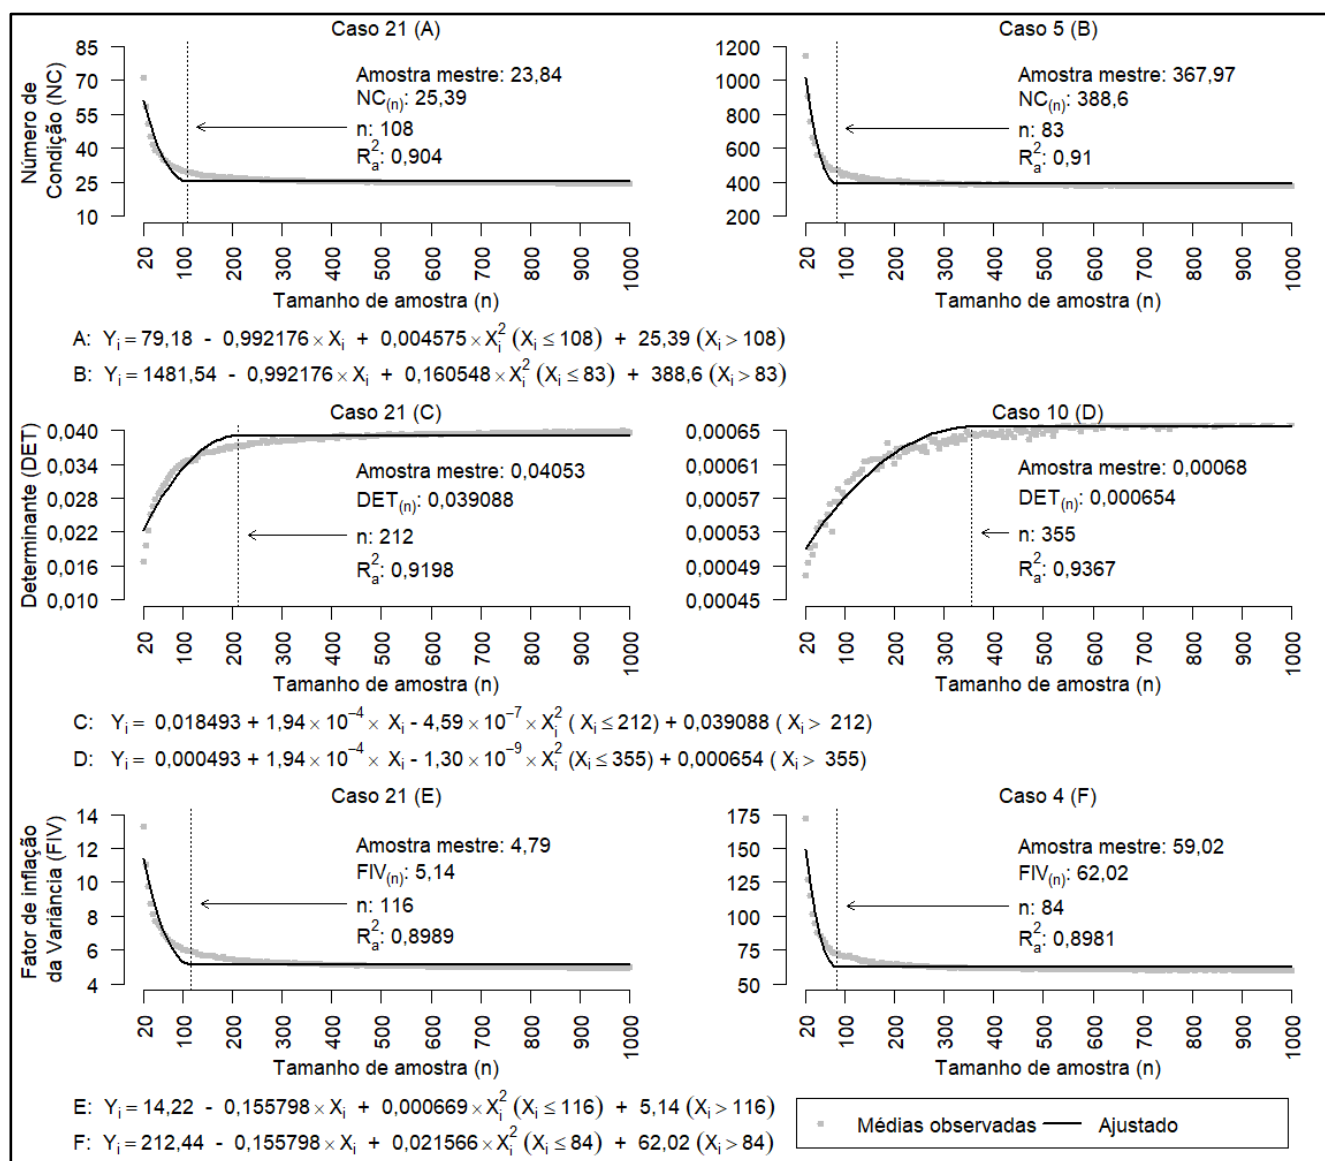 Caso 21 (A)
Número de
Condição (NC)
85
70
55
40
25
10
Amostra mestre: 23,84
NC(n): 25,39
n: 108
R²a: 0,904
20 100 200 300 400 500 600 700 800 900 1000
Tamanho de amostra (n)
Caso 5 (B)
1200
1000
800
600
400
200
Amostra mestre: 367,97
NC(n): 388,6
n: 83
R²a: 0,91
20 100 200 300 400 500 600 700 800 900 1000
Tamanho de amostra (n)
A: Yi = 79,18 - 0,992176 × Xi + 0,004575 × Xi² (Xi ≤ 108) + 25,39 (Xi > 108)
B: Yi = 1481,54 - 0,992176 × Xi + 0,160548 × Xi² (Xi ≤ 83) + 388,6 (Xi > 83)
Caso 21 (C)
Determinante (DET)
0,040
0,034
0,028
0,022
0,016
0,010
Amostra mestre: 0,04053
DET(n): 0,039088
n: 212
R²a: 0,9198
20 100 200 300 400 500 600 700 800 900 1000
Tamanho de amostra (n)
Caso 10 (D)
0,00065
0,00061
0,00057
0,00053
0,00049
0,00045
Amostra mestre: 0,00068
DET(n): 0,000654
n: 355
R²a: 0,9367
20 100 200 300 400 500 600 700 800 900 1000
Tamanho de amostra (n)
C: Yi = 0,018493 + 1,94 × 10⁻⁴ × Xi - 4,59 × 10⁻⁷ × Xi² ( Xi ≤ 212) + 0,039088 ( Xi > 212)
D: Yi = 0,000493 + 1,94 × 10⁻⁴ × Xi - 1,30 × 10⁻⁹ × Xi² (Xi ≤ 355) + 0,000654 ( Xi > 355)
Caso 21 (E)
Fator de inflação
da Variância (FIV)
14
12
10
8
6
4
Amostra mestre: 4,79
FIV(n): 5,14
n: 116
R²a: 0,8989
20 100 200 300 400 500 600 700 800 900 1000
Tamanho de amostra (n)
Caso 4 (F)
175
150
125
100
75
50
Amostra mestre: 59,02
FIV(n): 62,02
n: 84
R²a: 0,8981
20 100 200 300 400 500 600 700 800 900 1000
Tamanho de amostra (n)
E: Yi = 14,22 - 0,155798 × Xi + 0,000669 × Xi² (Xi ≤ 116) + 5,14 (Xi > 116)
F: Yi = 212,44 - 0,155798 × Xi + 0,021566 × Xi² (Xi ≤ 84) + 62,02 (Xi > 84)
Médias observadas Ajustado